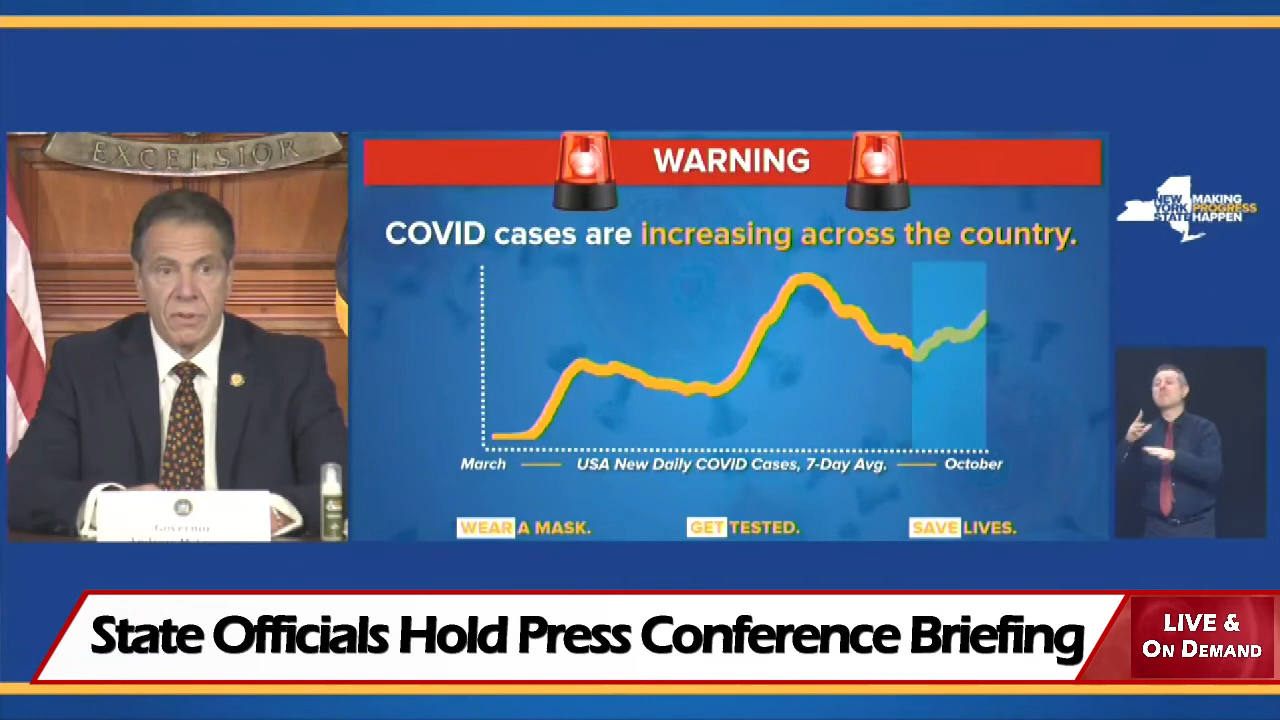 EXCELSIOR
WARNING
COVID cases are increasing across the country.
March
USA New Daily COVID Cases, 7-Day Avg.
October
WEAR A MASK.
GET TESTED.
SAVE LIVES.
NEW
YORK
STATE
MAKING
PROGRESS
HAPPEN
Governor
State Officials Hold Press Conference Briefing
LIVE &
ON DEMAND